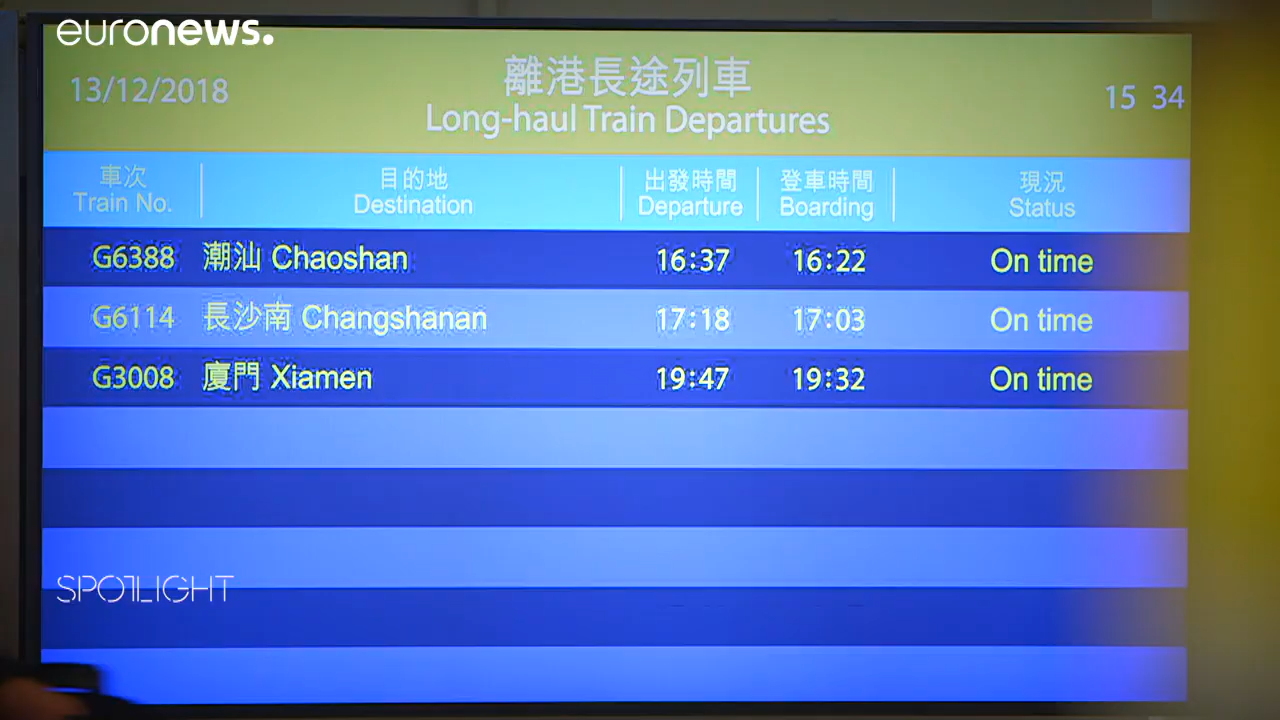 euronews.
離港長途列車
13/12/2018
Long-haul Train Departures
15 34
車次 目的地 出發時間 登車時間 現況
Train No. Destination Departure Boarding Status
G6388 潮汕 Chaoshan 16:37 16:22 On time
G6114 長沙南 Changshanan 17:18 17:03 On time
G3008 廈門 Xiamen 19:47 19:32 On time
SPOTLIGHT